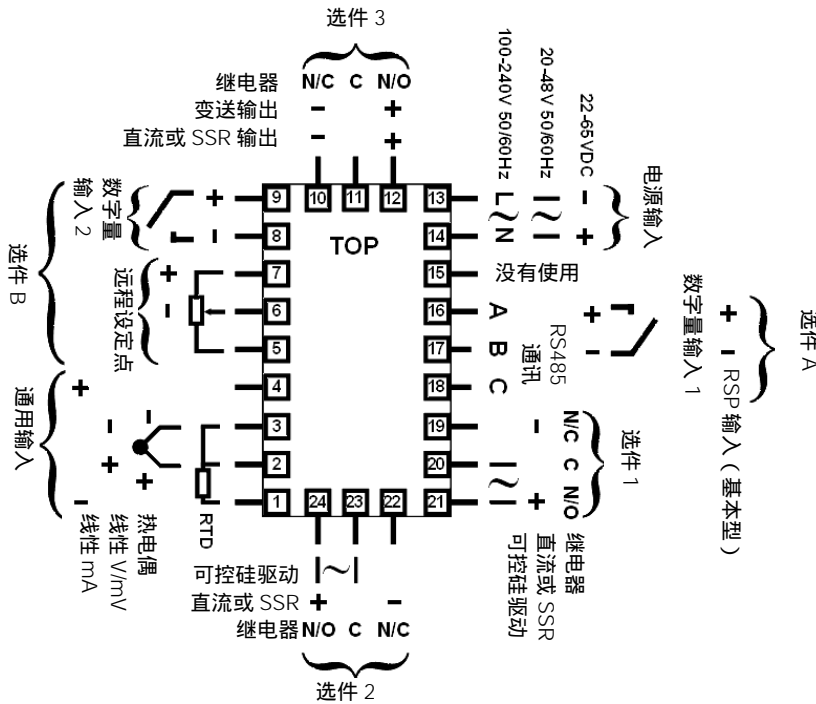 选件 3
继电器 N/C C N/O
变送输出 - +
直流或 SSR 输出 - +
10 11 12
TOP
9 +
8 -
数字量
输入 2
7 +
6 -
5
远程设定点
选件 B
4 +
3 - -
2 + +
1 -
通用输入
RTD
热电偶
线性 V/mV
线性 mA
13 L
14 N
100-240V 50/60Hz
20-48V 50/60Hz
22-65VDC
- +
电源输入
15 没有使用
16 A +
17 B -
18 C
RS485
通讯
数字量输入 1
+ -
RSP 输入 ( 基本型 )
选件 A
19 - N/C
20 C
21 + N/O
选件 1
继电器
直流或 SSR
可控硅驱动
24 23 22
可控硅驱动
直流或 SSR + -
继电器 N/O C N/C
选件 2